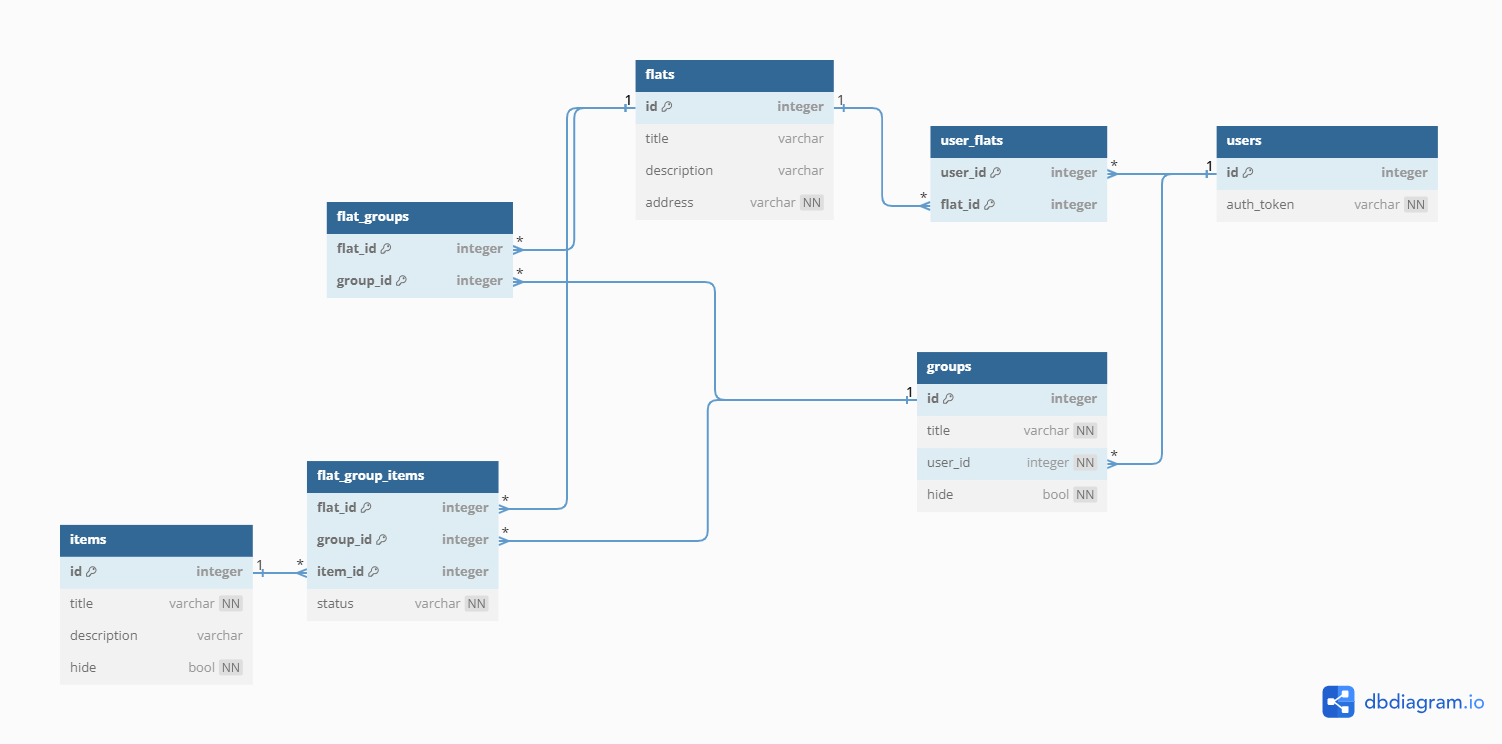 flats
id integer
title varchar
description varchar
address varchar NN
user_flats
user_id integer
flat_id integer
users
id integer
auth_token varchar NN
flat_groups
flat_id integer
group_id integer
groups
id integer
title varchar NN
user_id integer NN
hide bool NN
flat_group_items
flat_id integer
group_id integer
item_id integer
status varchar NN
items
id integer
title varchar NN
description varchar
hide bool NN
1
1
*
*
1
*
*
1
*
*
*
1
*
dbdiagram.io